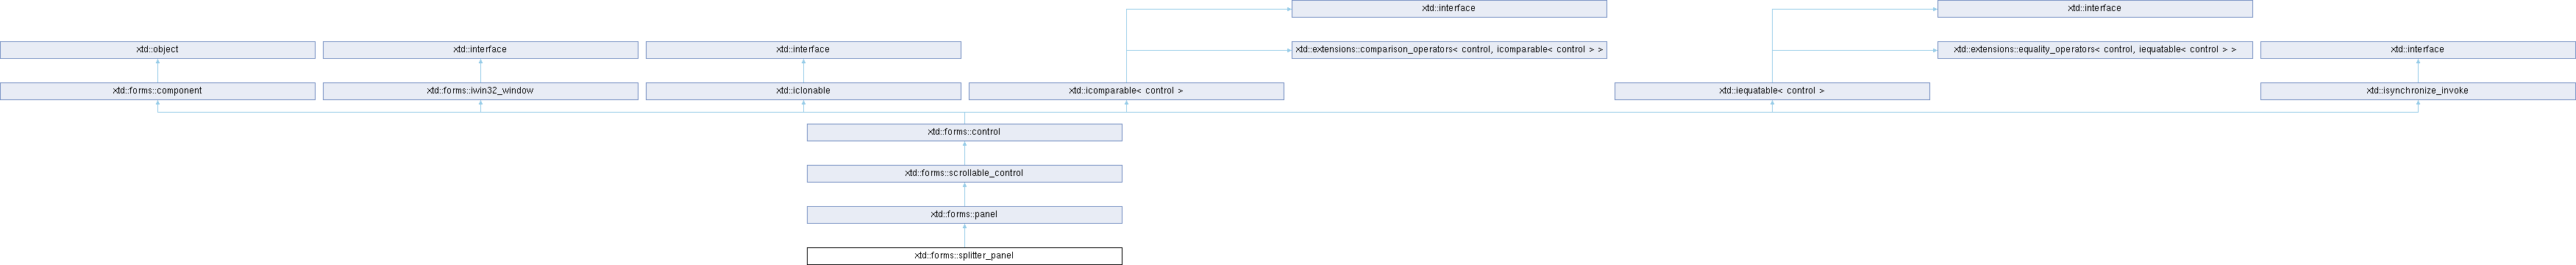 xtd::interface
xtd::interface
xtd::object
xtd::interface
xtd::interface
xtd::extensions::comparison_operators< control, icomparable< control > >
xtd::extensions::equality_operators< control, iequatable< control > >
xtd::interface
xtd::forms::component
xtd::forms::iwin32_window
xtd::iclonable
xtd::icomparable< control >
xtd::iequatable< control >
xtd::isynchronize_invoke
xtd::forms::control
xtd::forms::scrollable_control
xtd::forms::panel
xtd::forms::splitter_panel